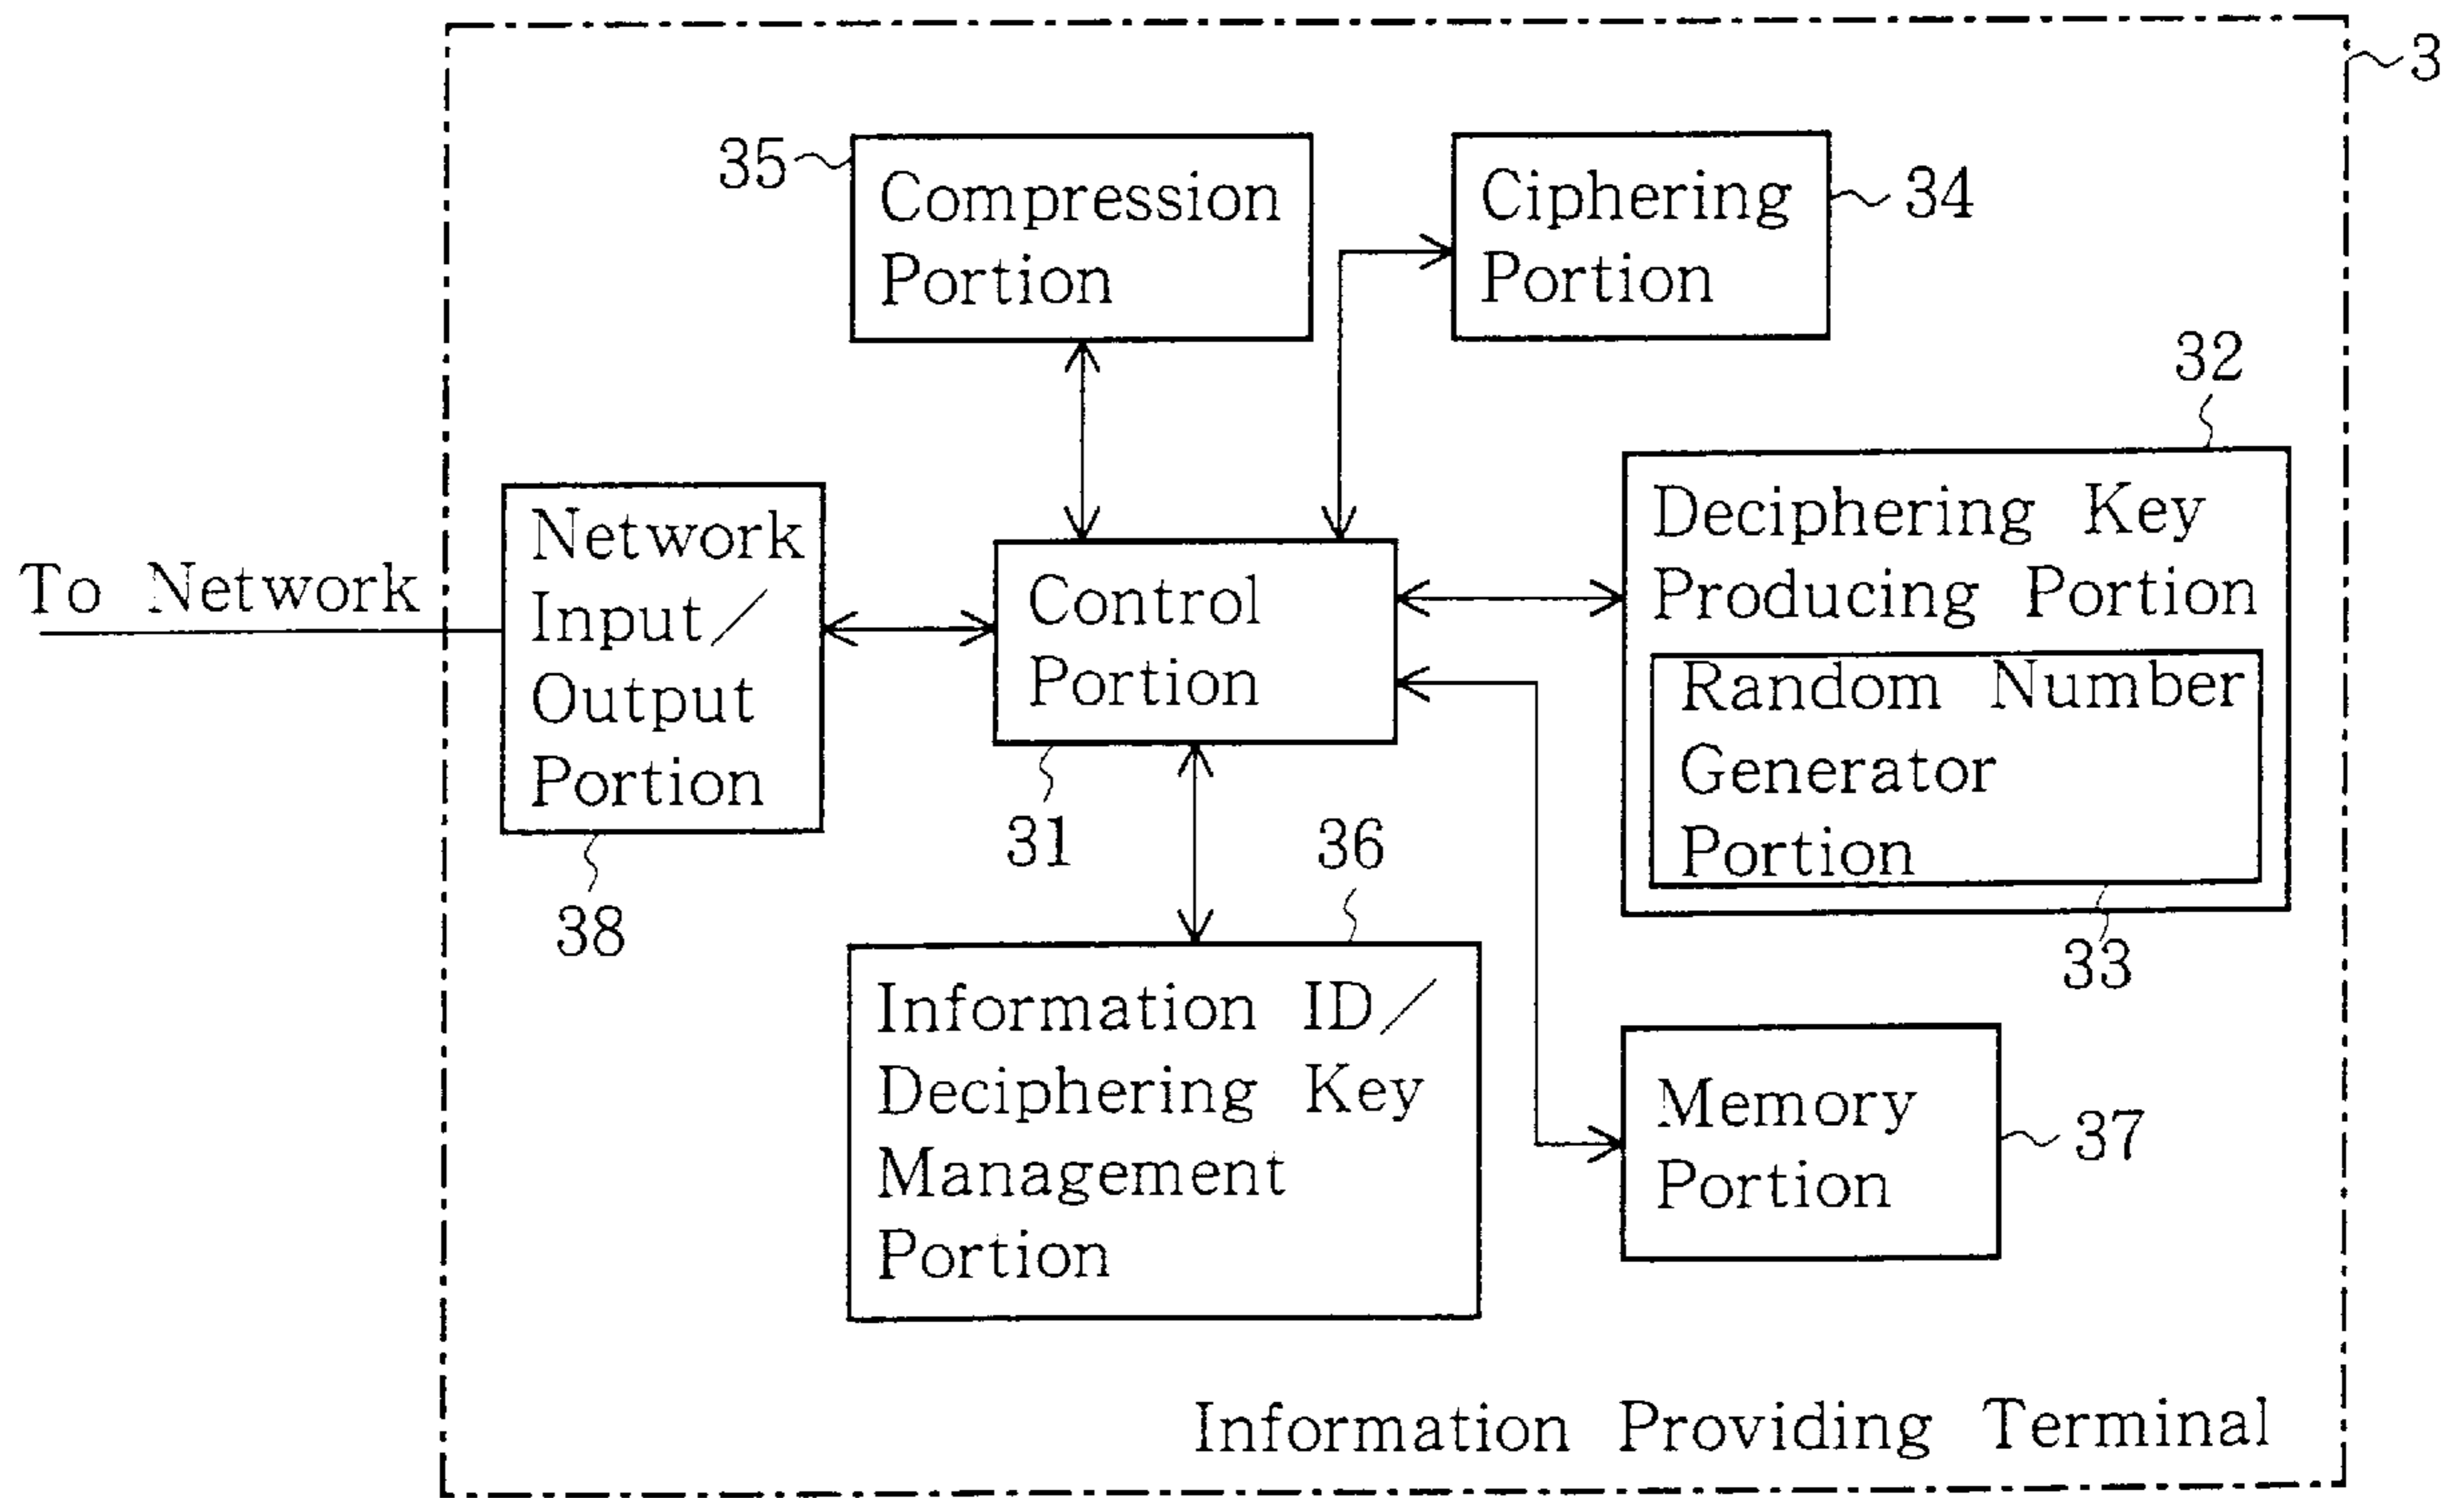 3
35
Compression
Portion
Ciphering
Portion
34
32
To Network
Network
Input/
Output
Portion
38
Control
Portion
31
Deciphering Key
Producing Portion
Random Number
Generator
Portion
33
36
Information ID/
Deciphering Key
Management
Portion
Memory
Portion
37
Information Providing Terminal